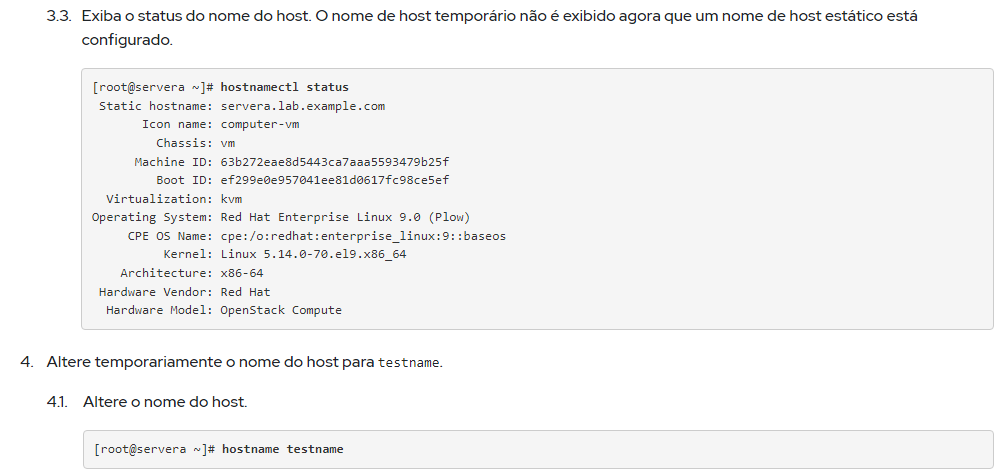 3.3. Exiba o status do nome do host. O nome de host temporário não é exibido agora que um nome de host estático está
configurado.
[root@servera ~]# hostnamectl status
Static hostname: servera.lab.example.com
Icon name: computer-vm
Chassis: vm
Machine ID: 63b272eae8d5443ca7aaa5593479b25f
Boot ID: ef299e0e957041ee81d0617fc98ce5ef
Virtualization: kvm
Operating System: Red Hat Enterprise Linux 9.0 (Plow)
CPE OS Name: cpe:/o:redhat:enterprise_linux:9::baseos
Kernel: Linux 5.14.0-70.el9.x86_64
Architecture: x86-64
Hardware Vendor: Red Hat
Hardware Model: OpenStack Compute
4. Altere temporariamente o nome do host para testname.
4.1. Altere o nome do host.
[root@servera ~]# hostname testname